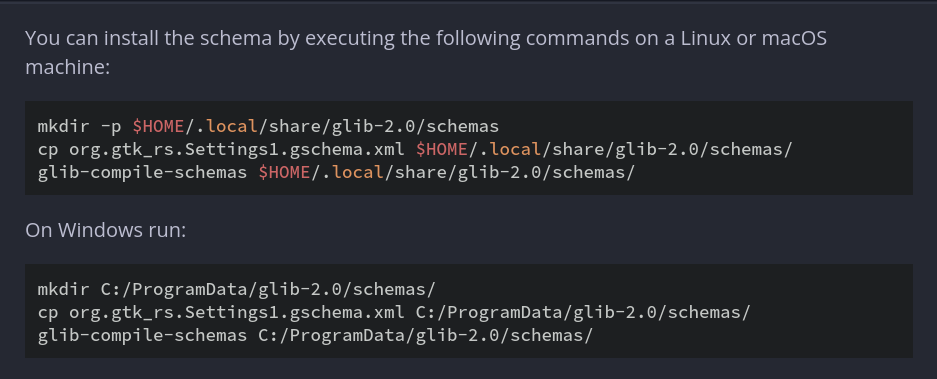 You can install the schema by executing the following commands on a Linux or macOS
machine:
mkdir -p $HOME/.local/share/glib-2.0/schemas
cp org.gtk_rs.Settings1.gschema.xml $HOME/.local/share/glib-2.0/schemas/
glib-compile-schemas $HOME/.local/share/glib-2.0/schemas/
On Windows run:
mkdir C:/ProgramData/glib-2.0/schemas/
cp org.gtk_rs.Settings1.gschema.xml C:/ProgramData/glib-2.0/schemas/
glib-compile-schemas C:/ProgramData/glib-2.0/schemas/